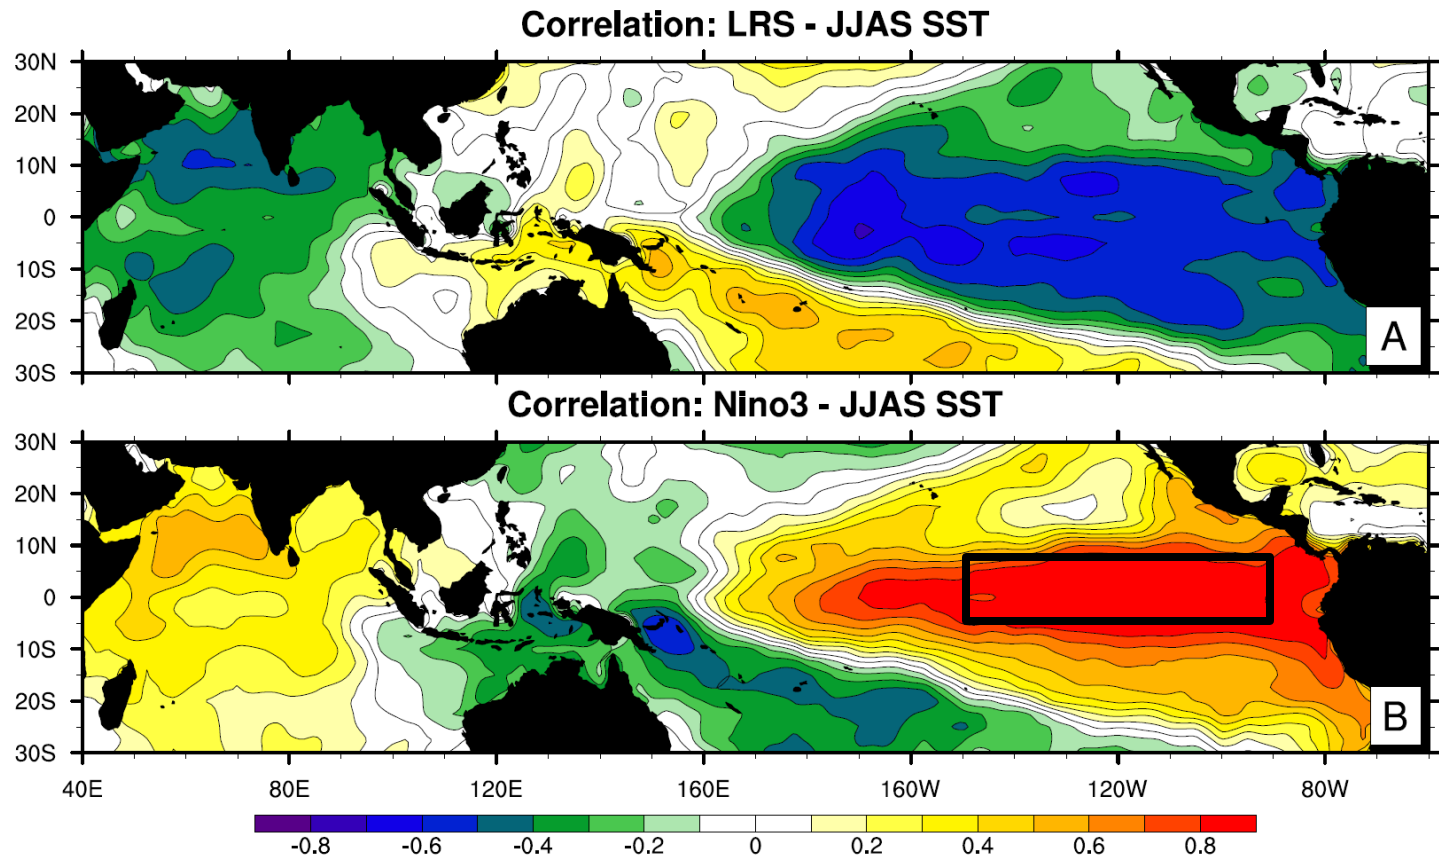 Correlation: LRS - JJAS SST
30N
20N
10N
0
10S
20S
30S
A
Correlation: Nino3 - JJAS SST
30N
20N
10N
0
10S
20S
30S
B
40E 80E 120E 160E 160W 120W 80W
-0.8 -0.6 -0.4 -0.2 0 0.2 0.4 0.6 0.8